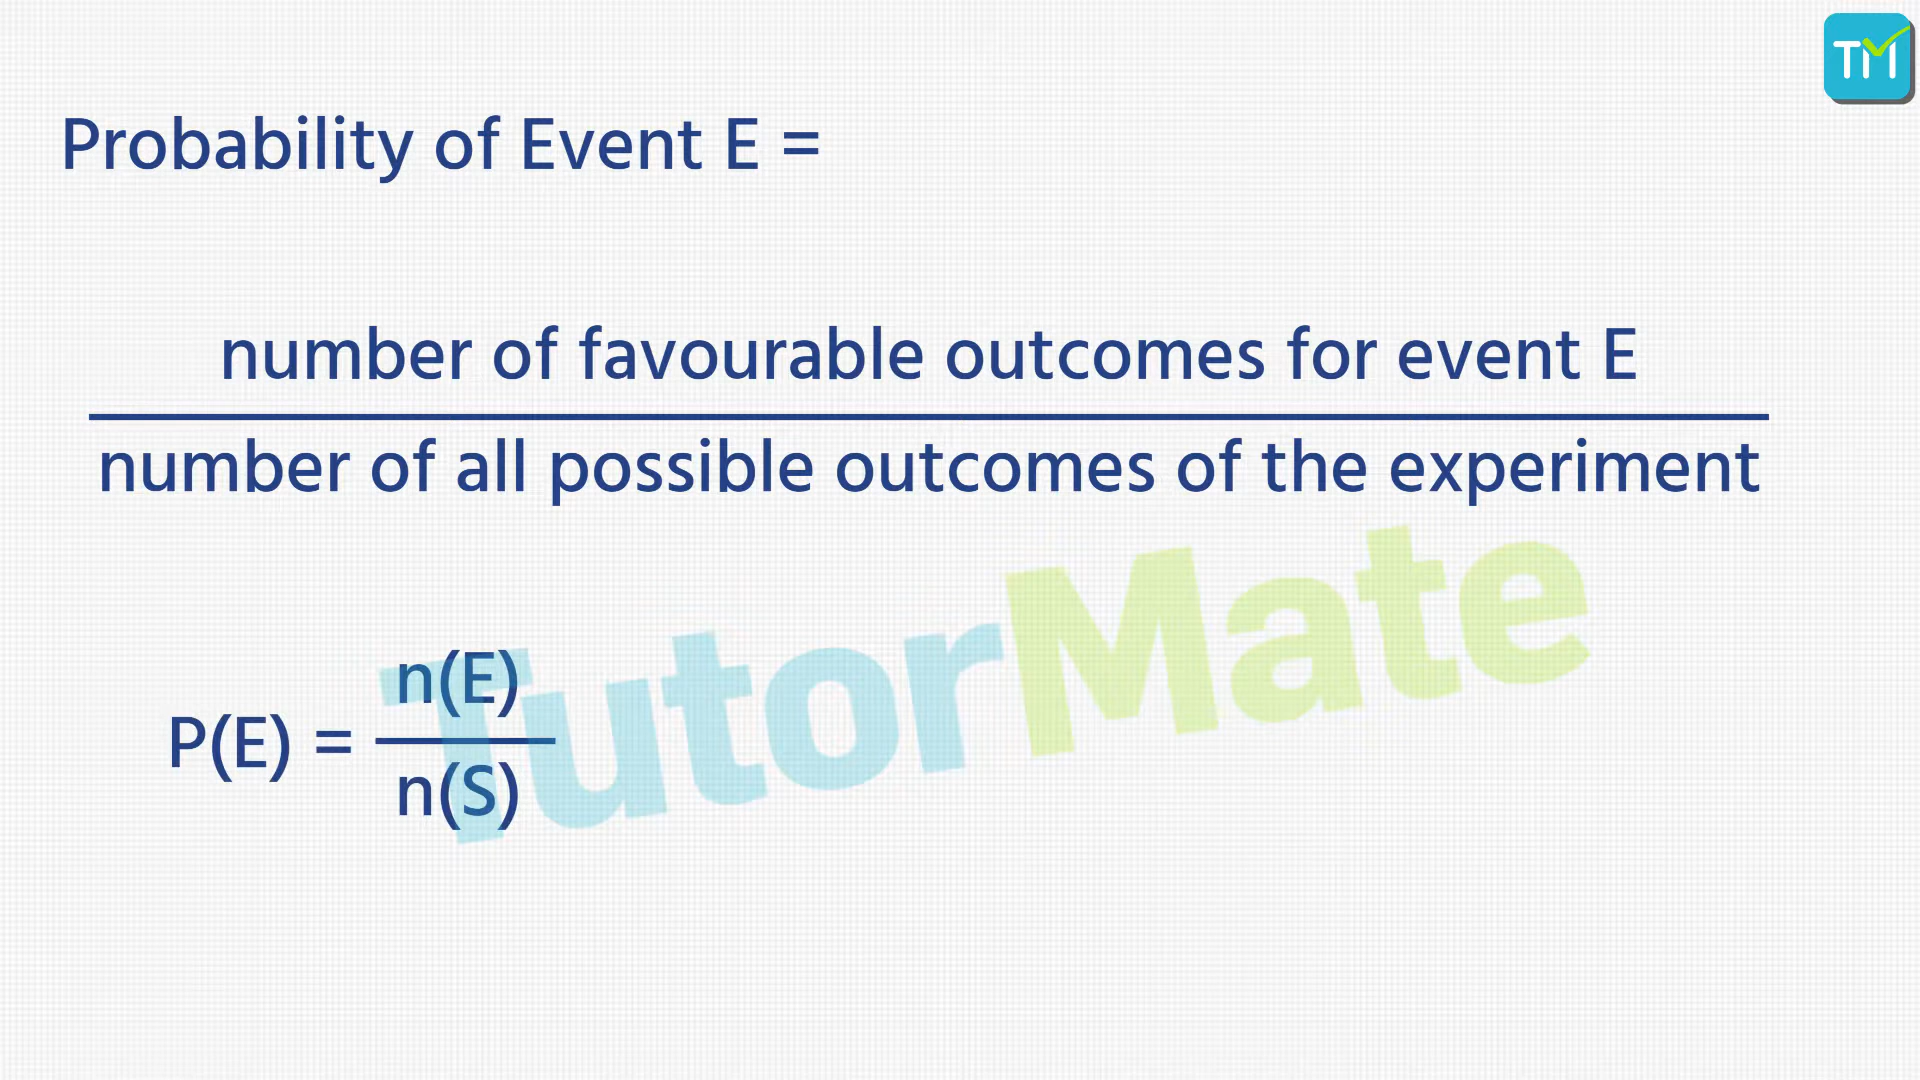 TM
Probability of Event E =
number of favourable outcomes for event E
number of all possible outcomes of the experiment
n(E)
P(E) =
n(S)
TutorMate